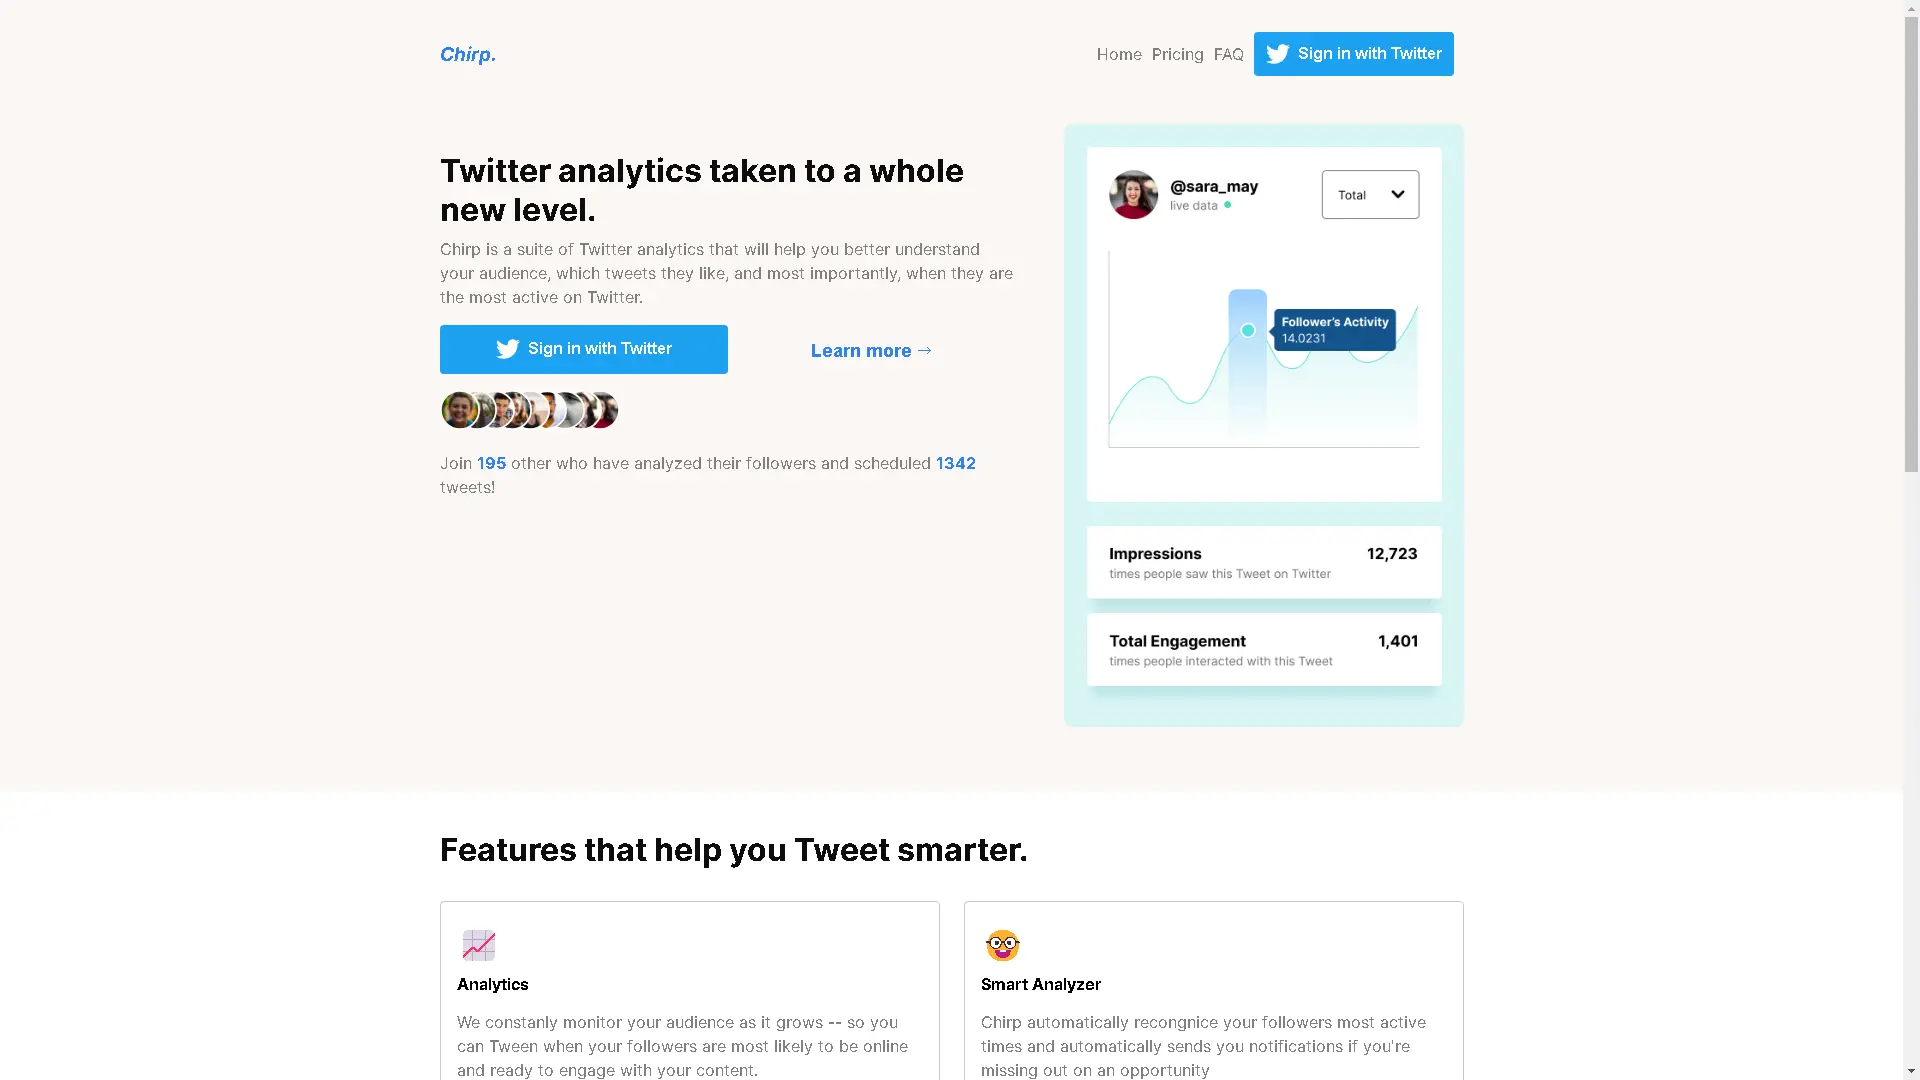 Chirp.
Home Pricing FAQ Sign in with Twitter
Twitter analytics taken to a whole
new level.
Chirp is a suite of Twitter analytics that will help you better understand
your audience, which tweets they like, and most importantly, when they are
the most active on Twitter.
Sign in with Twitter
Learn more →
Join 195 other who have analyzed their followers and scheduled 1342
tweets!
@sara_may
live data
Total
Follower's Activity
14.0231
Impressions 12,723
times people saw this Tweet on Twitter
Total Engagement 1,401
times people interacted with this Tweet
Features that help you Tweet smarter.
Analytics
We constanly monitor your audience as it grows -- so you
can Tween when your followers are most likely to be online
and ready to engage with your content.
Smart Analyzer
Chirp automatically recongnice your followers most active
times and automatically sends you notifications if you're
missing out on an opportunity